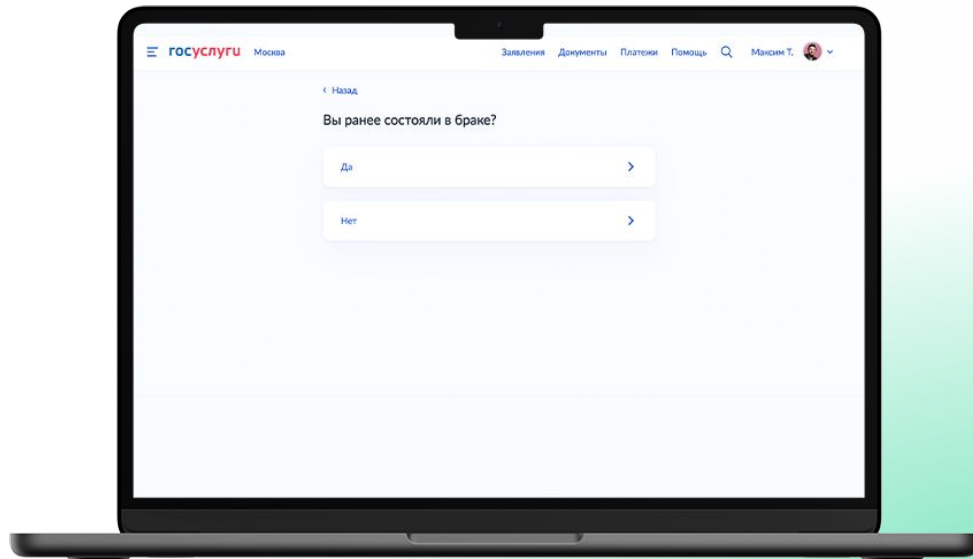 госуслуги Москва Заявления Документы Платежи Помощь Максим Т.
Назад
Вы ранее состояли в браке?
Да
Нет